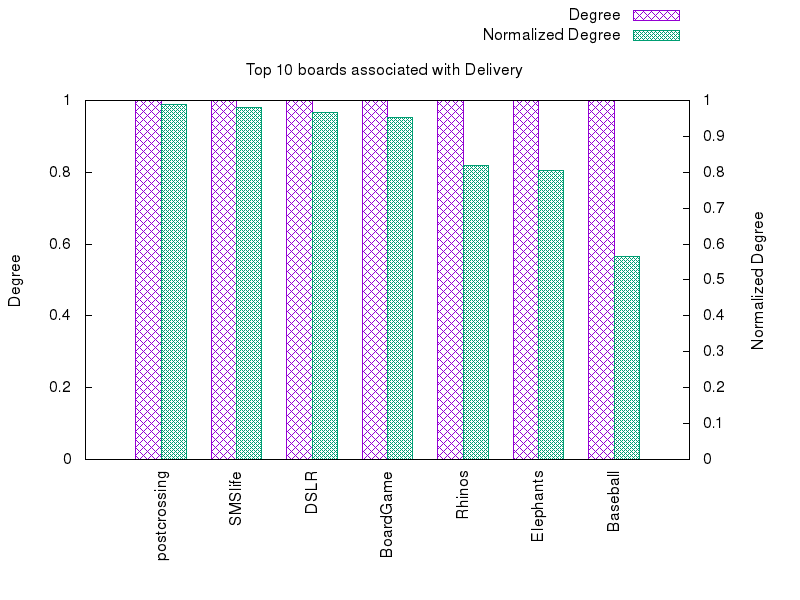 Degree
Normalized Degree
Top 10 boards associated with Delivery
1
0.8
0.6
0.4
0.2
0
Degree
1
0.9
0.8
0.7
0.6
0.5
0.4
0.3
0.2
0.1
0
Normalized Degree
postcrossing
SMSlife
DSLR
BoardGame
Rhinos
Elephants
Baseball